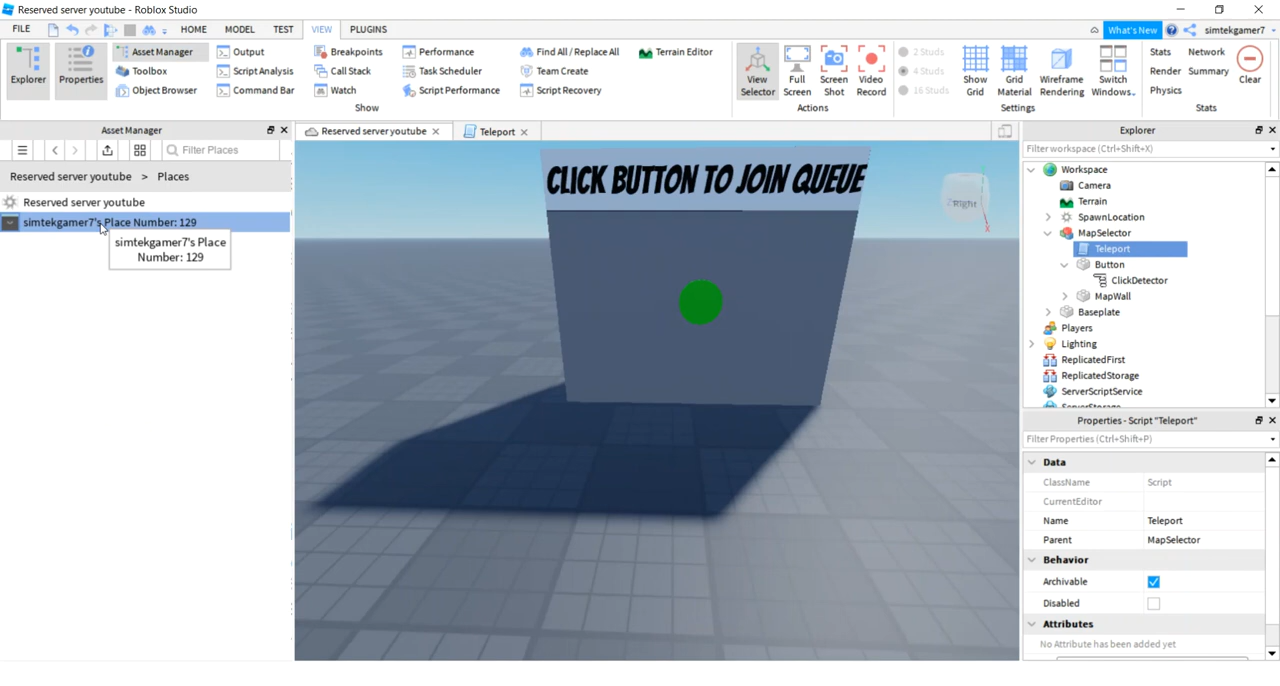 Reserved server youtube - Roblox Studio
FILE HOME MODEL TEST VIEW PLUGINS What's New simtekgamer7
Explorer
Properties
Asset Manager
Toolbox
Object Browser
Output
Script Analysis
Command Bar
Breakpoints
Call Stack
Watch
Performance
Task Scheduler
Script Performance
Find All / Replace All
Team Create
Script Recovery
Terrain Editor
Show
View
Selector
Full
Screen
Screen
Shot
Video
Record
Actions
2 Studs
4 Studs
16 Studs
Show
Grid
Grid
Material
Wireframe
Rendering
Switch
Windows
Settings
Stats
Render
Physics
Network
Summary
Clear
Stats
Asset Manager
Filter Places
Reserved server youtube > Places
Reserved server youtube
simtekgamer7's Place Number: 129
simtekgamer7's Place
Number: 129
Reserved server youtube
Teleport
CLICK BUTTON TO JOIN QUEUE
Right
X
Explorer
Filter workspace (Ctrl+Shift+X)
Workspace
Camera
Terrain
SpawnLocation
MapSelector
Teleport
Button
ClickDetector
MapWall
Baseplate
Players
Lighting
ReplicatedFirst
ReplicatedStorage
ServerScriptService
ServerStorage
Properties - Script "Teleport"
Filter Properties (Ctrl+Shift+P)
Data
ClassName Script
CurrentEditor
Name Teleport
Parent MapSelector
Behavior
Archivable
Disabled
Attributes
No Attribute has been added yet